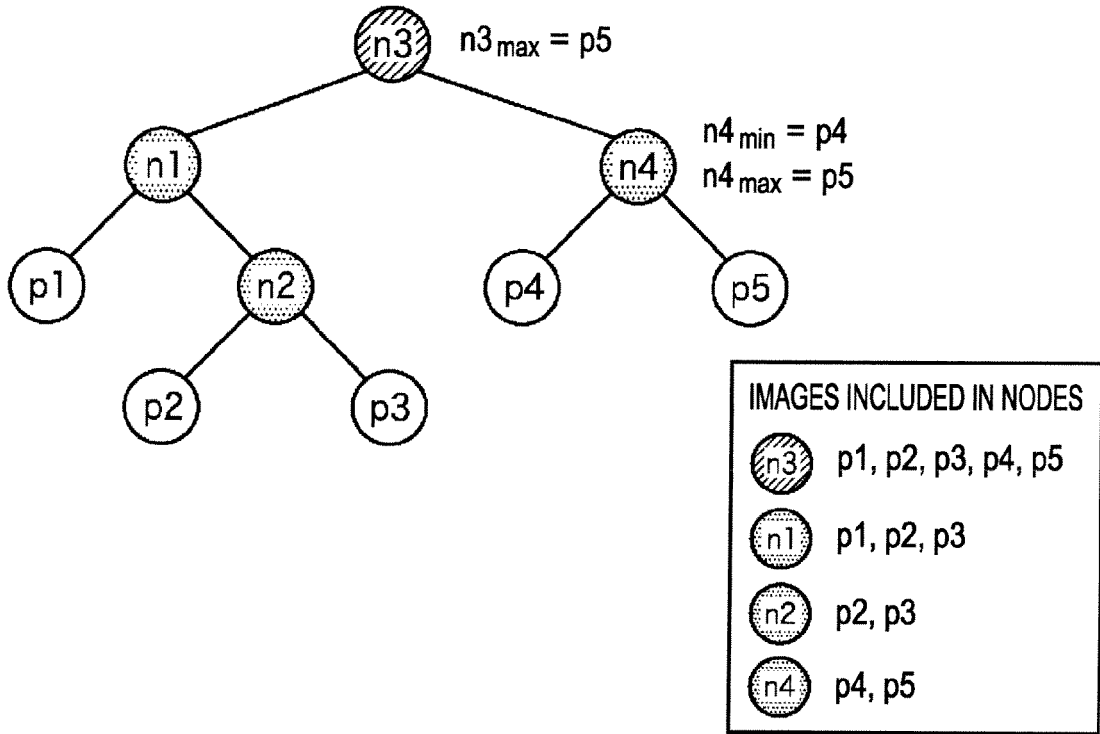 n3
n3max = p5
n1
n4
n4min = p4
n4max = p5
p1
n2
p4
p5
p2
p3
IMAGES INCLUDED IN NODES
n3 p1, p2, p3, p4, p5
n1 p1, p2, p3
n2 p2, p3
n4 p4, p5